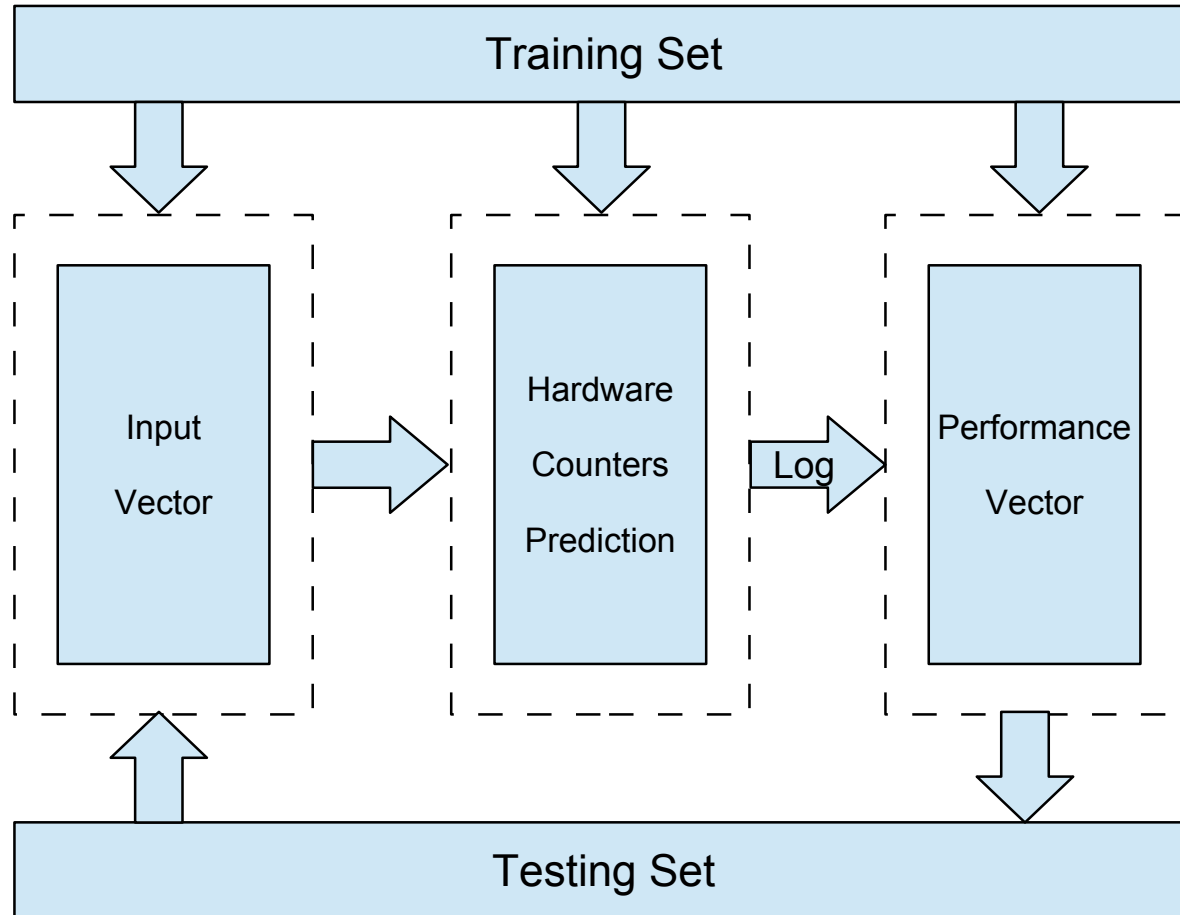 Training Set
Input
Vector
Hardware
Counters
Prediction
Log
Performance
Vector
Testing Set